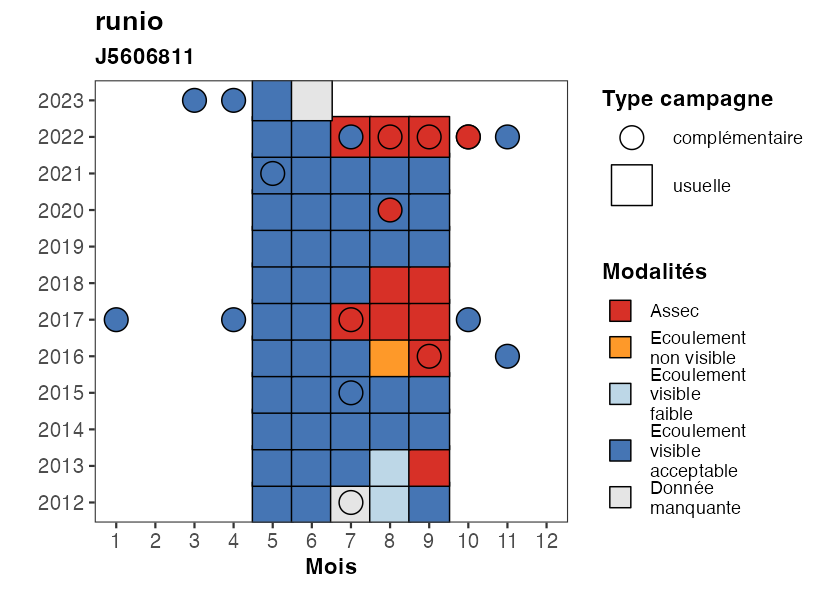 runio
J5606811
2023
2022
2021
2020
2019
2018
2017
2016
2015
2014
2013
2012
1 2 3 4 5 6 7 8 9 10 11 12
Mois
Type campagne
complémentaire
usuelle
Modalités
Assec
Ecoulement
non visible
Ecoulement
visible
faible
Ecoulement
visible
acceptable
Donnée
manquante